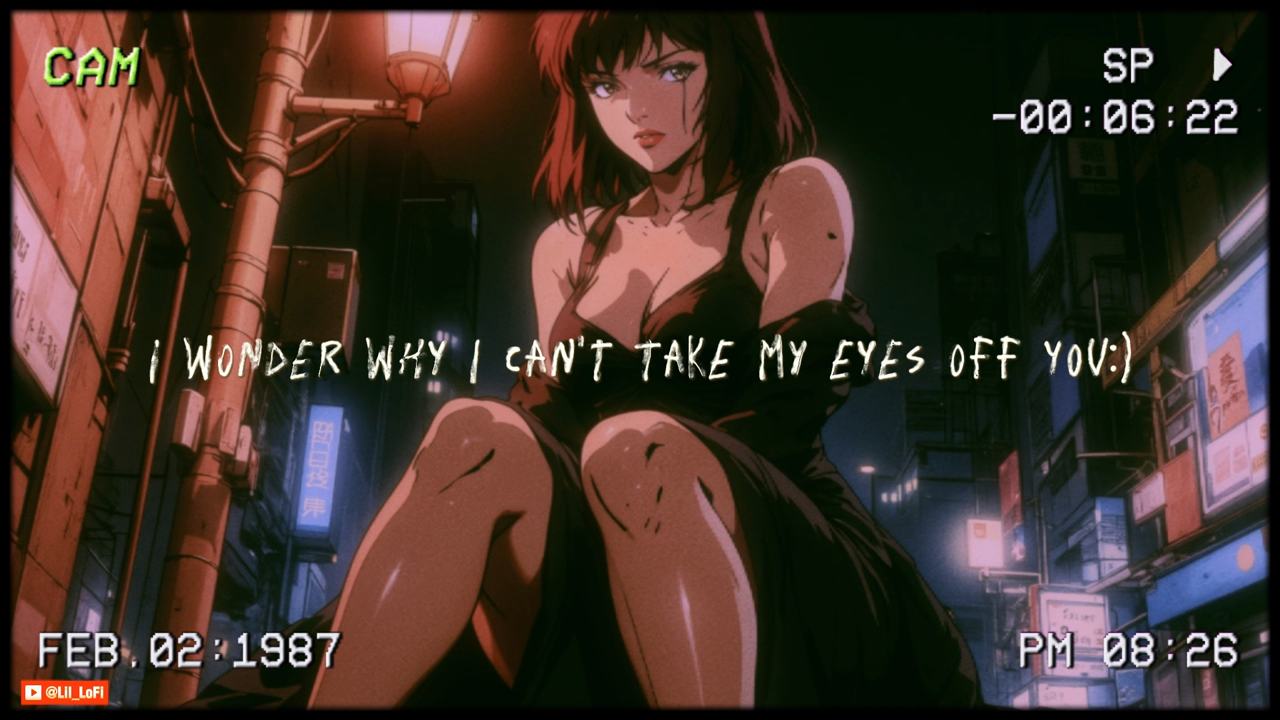 CAM
SP
-00:06:22
I WONDER WHY I CAN'T TAKE MY EYES OFF YOU:)
FEB.02:1987
PM 08:26
@Lil_LoFi